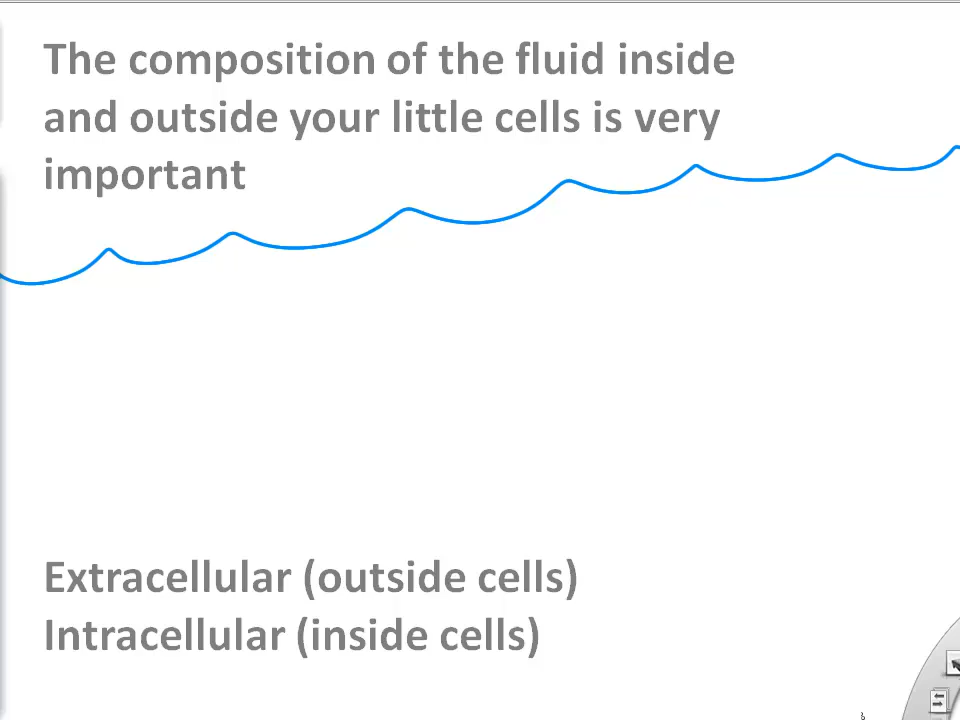 The composition of the fluid inside
and outside your little cells is very
important
Extracellular (outside cells)
Intracellular (inside cells)